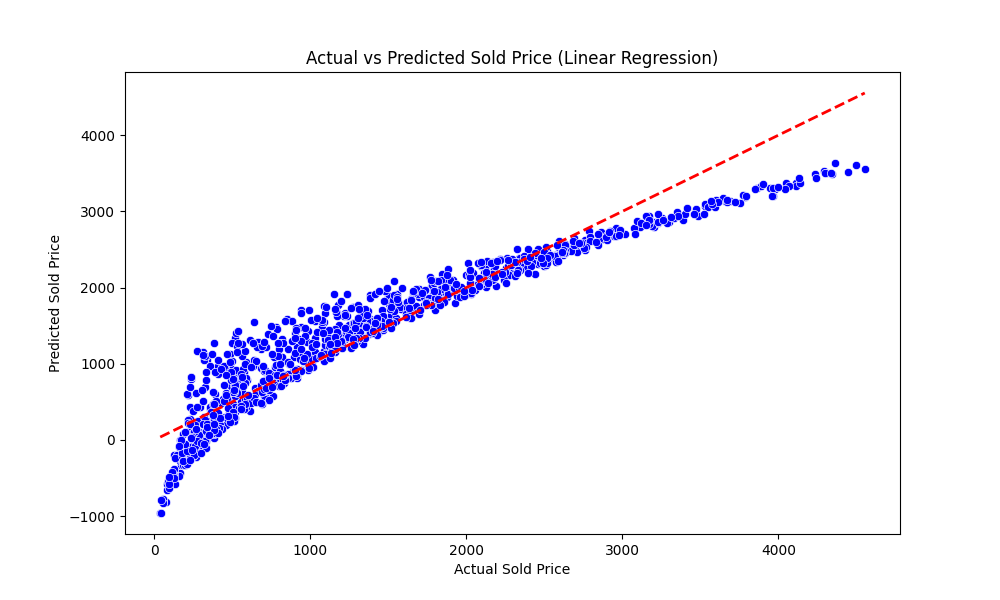 Actual vs Predicted Sold Price (Linear Regression)
4000
3000
2000
1000
0
−1000
Predicted Sold Price
0 1000 2000 3000 4000
Actual Sold Price